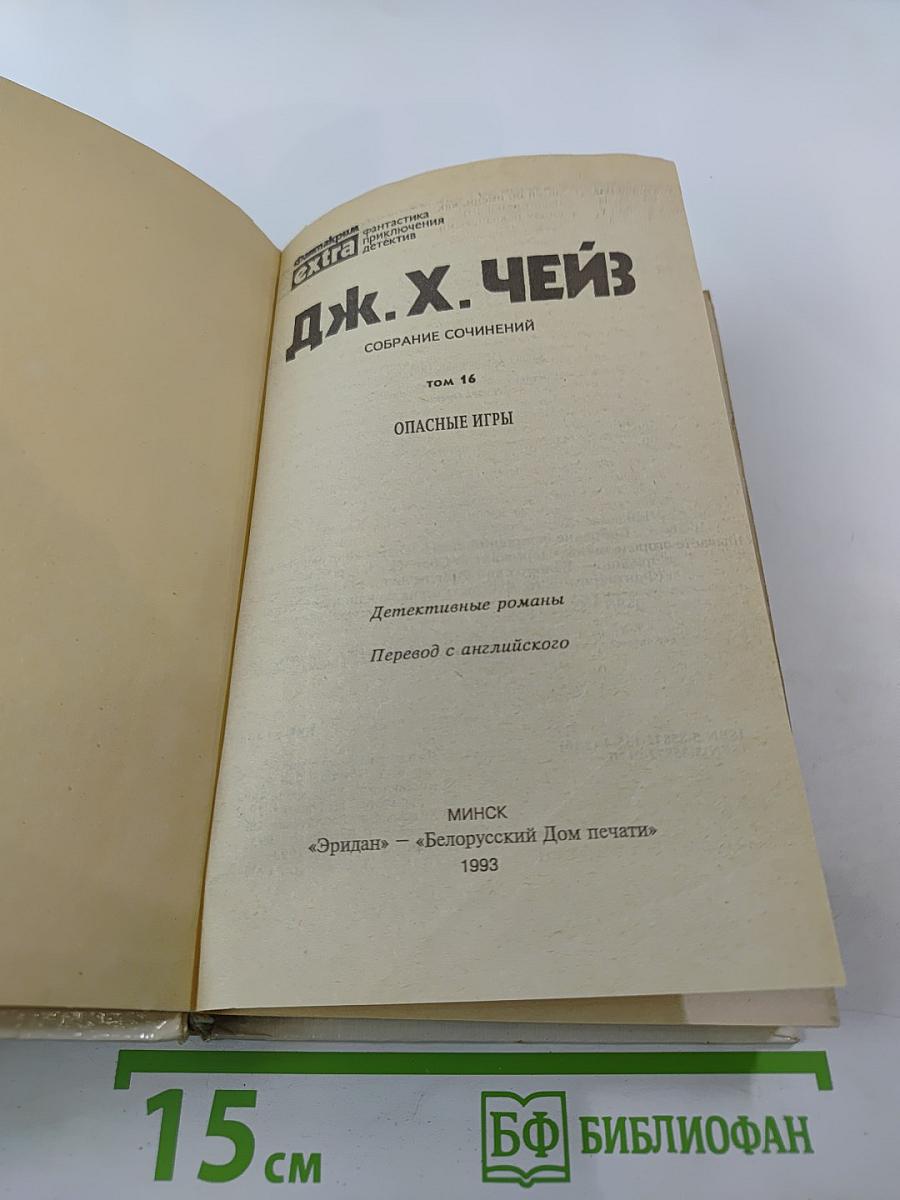 Фантакрим
extra
фантастика
приключения
детектив
ДЖ. Х. ЧЕЙЗ
СОБРАНИЕ СОЧИНЕНИЙ
том 16
ОПАСНЫЕ ИГРЫ
Детективные романы
Перевод с английского
МИНСК
«Эридан» — «Белорусский Дом печати»
1993
15 см
БФ БИБЛИОФАН